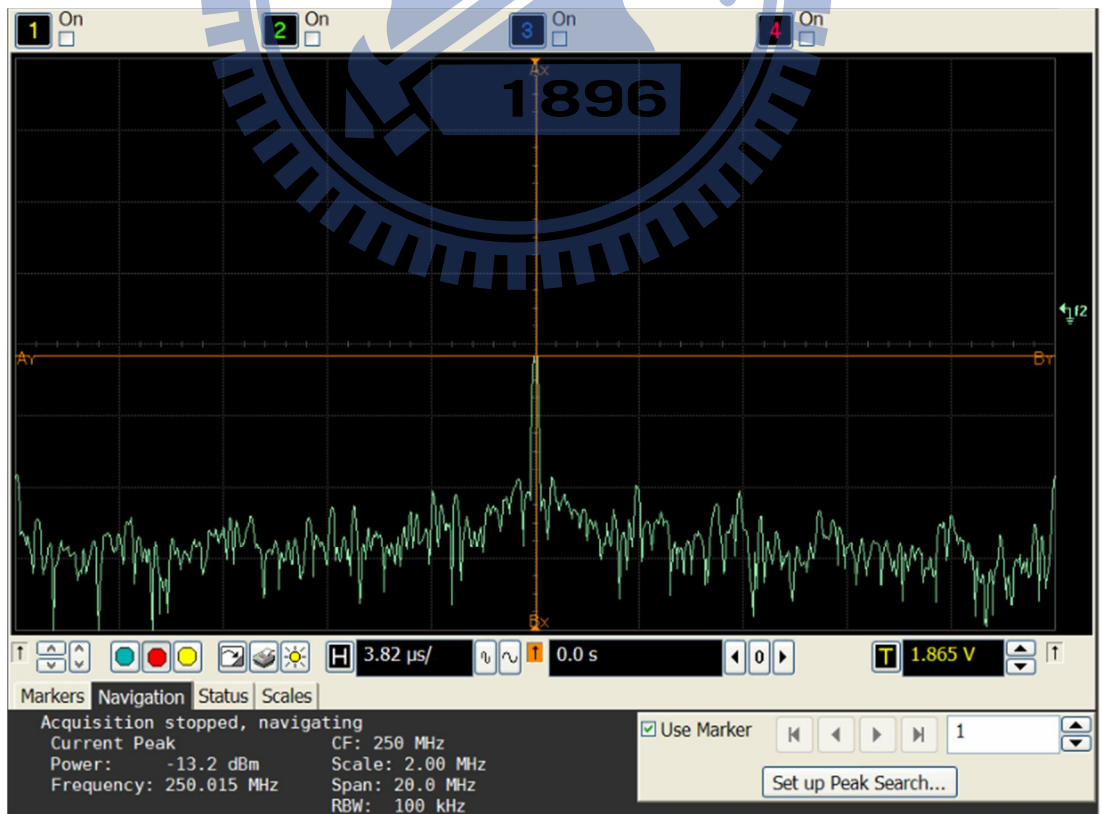 1 On 2 On 3 On 4 On
Ax
1896
f2
AY BY
Bx
H 3.82 µs/ 0.0 s 0 T 1.865 V
Markers Navigation Status Scales
Acquisition stopped, navigating
Current Peak CF: 250 MHz
Power: -13.2 dBm Scale: 2.00 MHz
Frequency: 250.015 MHz Span: 20.0 MHz
RBW: 100 kHz
Use Marker 1
Set up Peak Search...